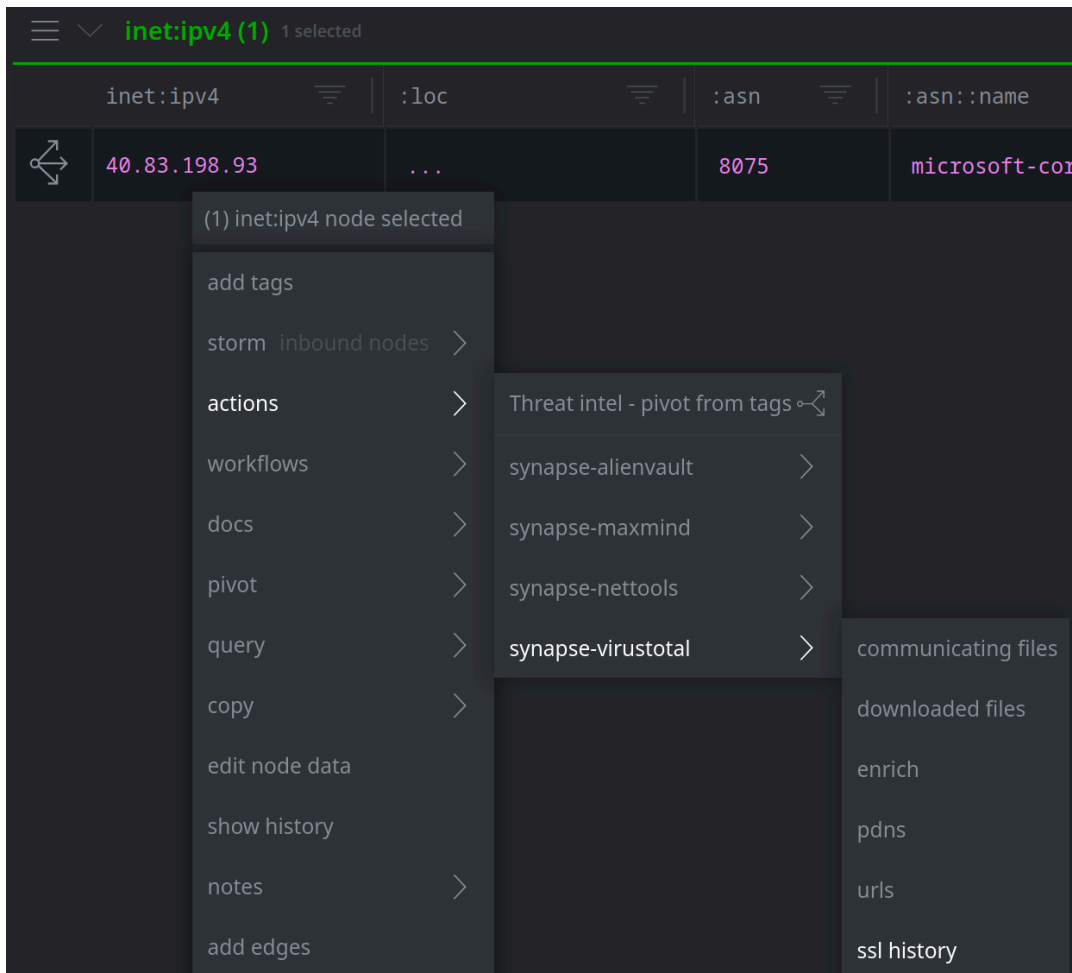 inet:ipv4 (1) 1 selected
inet:ipv4 :loc :asn :asn::name
40.83.198.93 ... 8075 microsoft-cor
(1) inet:ipv4 node selected
add tags
storm inbound nodes
actions
workflows
docs
pivot
query
copy
edit node data
show history
notes
add edges
Threat intel - pivot from tags
synapse-alienvault
synapse-maxmind
synapse-nettools
synapse-virustotal
communicating files
downloaded files
enrich
pdns
urls
ssl history